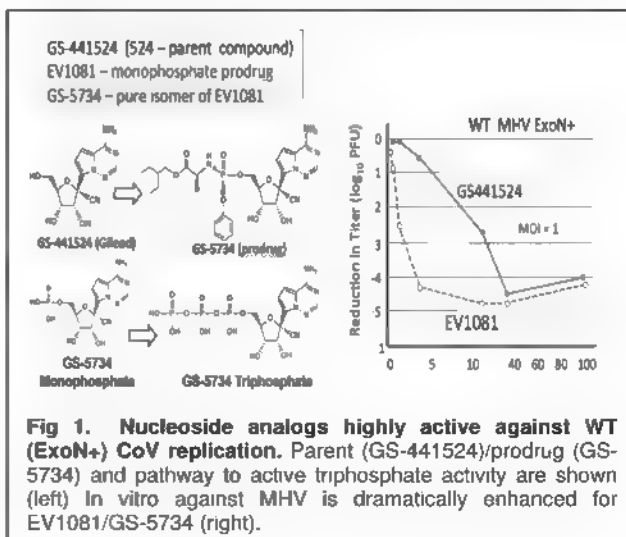 GS-441524 (524 – parent compound)
EV1081 – monophosphate prodrug
GS-5734 – pure isomer of EV1081
GS-441524 (Gilead)
GS-5734 (prodrug)
GS-5734
Monophosphate
GS-5734 Triphosphate
WT MHV ExoN+
GS441524
MOI = 1
EV1081
Reduction in Titer (log10 PFU)
0
1
2
3
-4
-5
1
0 0 5 10 40 60 80 100
Fig 1. Nucleoside analogs highly active against WT
(ExoN+) CoV replication. Parent (GS-441524)/prodrug (GS-
5734) and pathway to active triphosphate activity are shown
(left) In vitro against MHV is dramatically enhanced for
EV1081/GS-5734 (right).